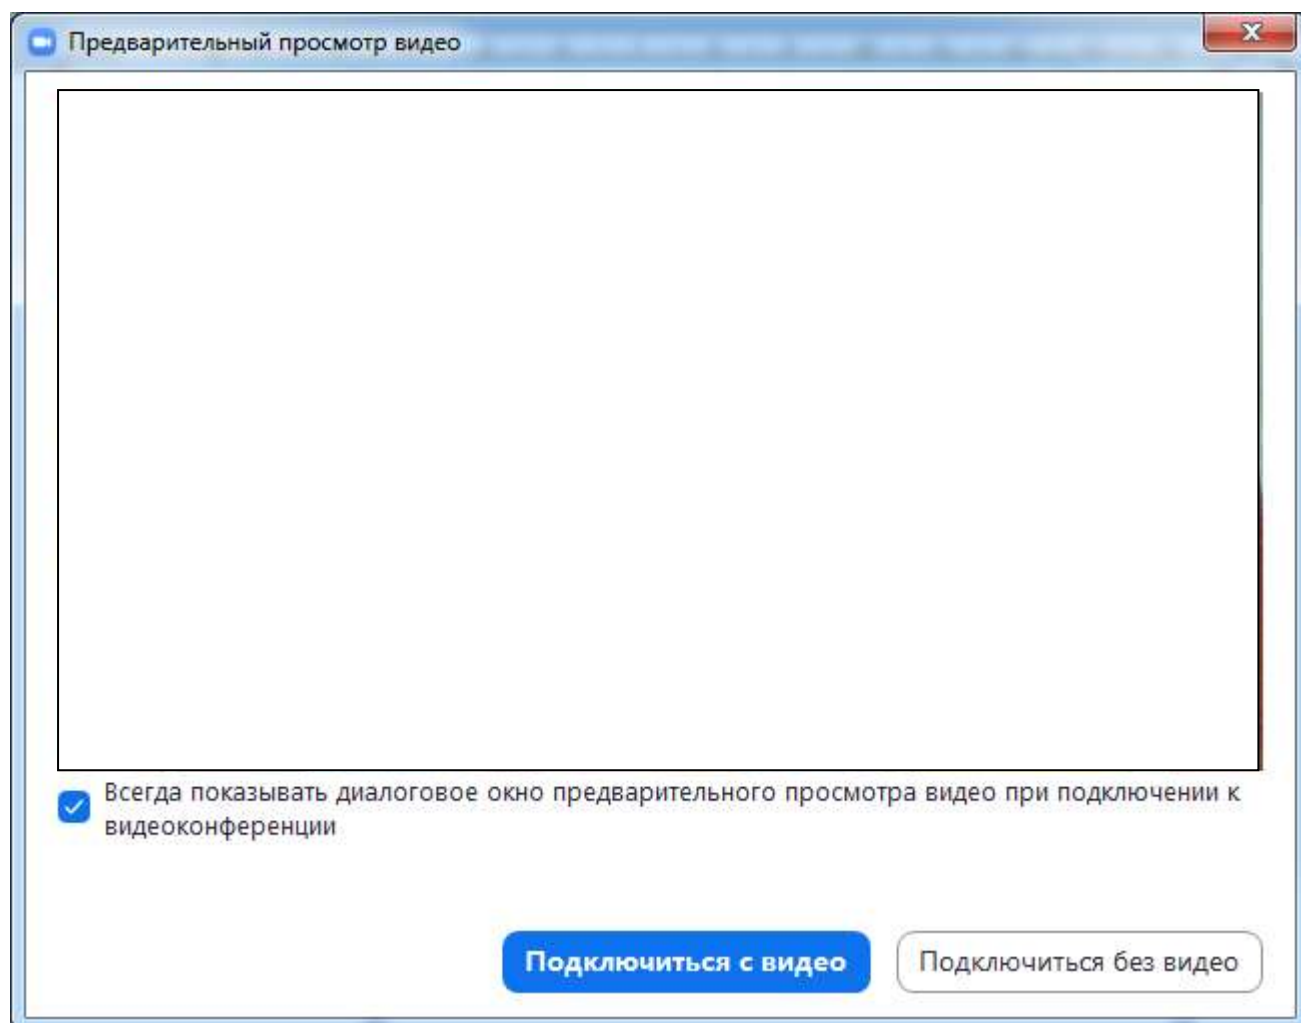 Предварительный просмотр видео
Всегда показывать диалоговое окно предварительного просмотра видео при подключении к
видеоконференции
Подключиться с видео
Подключиться без видео